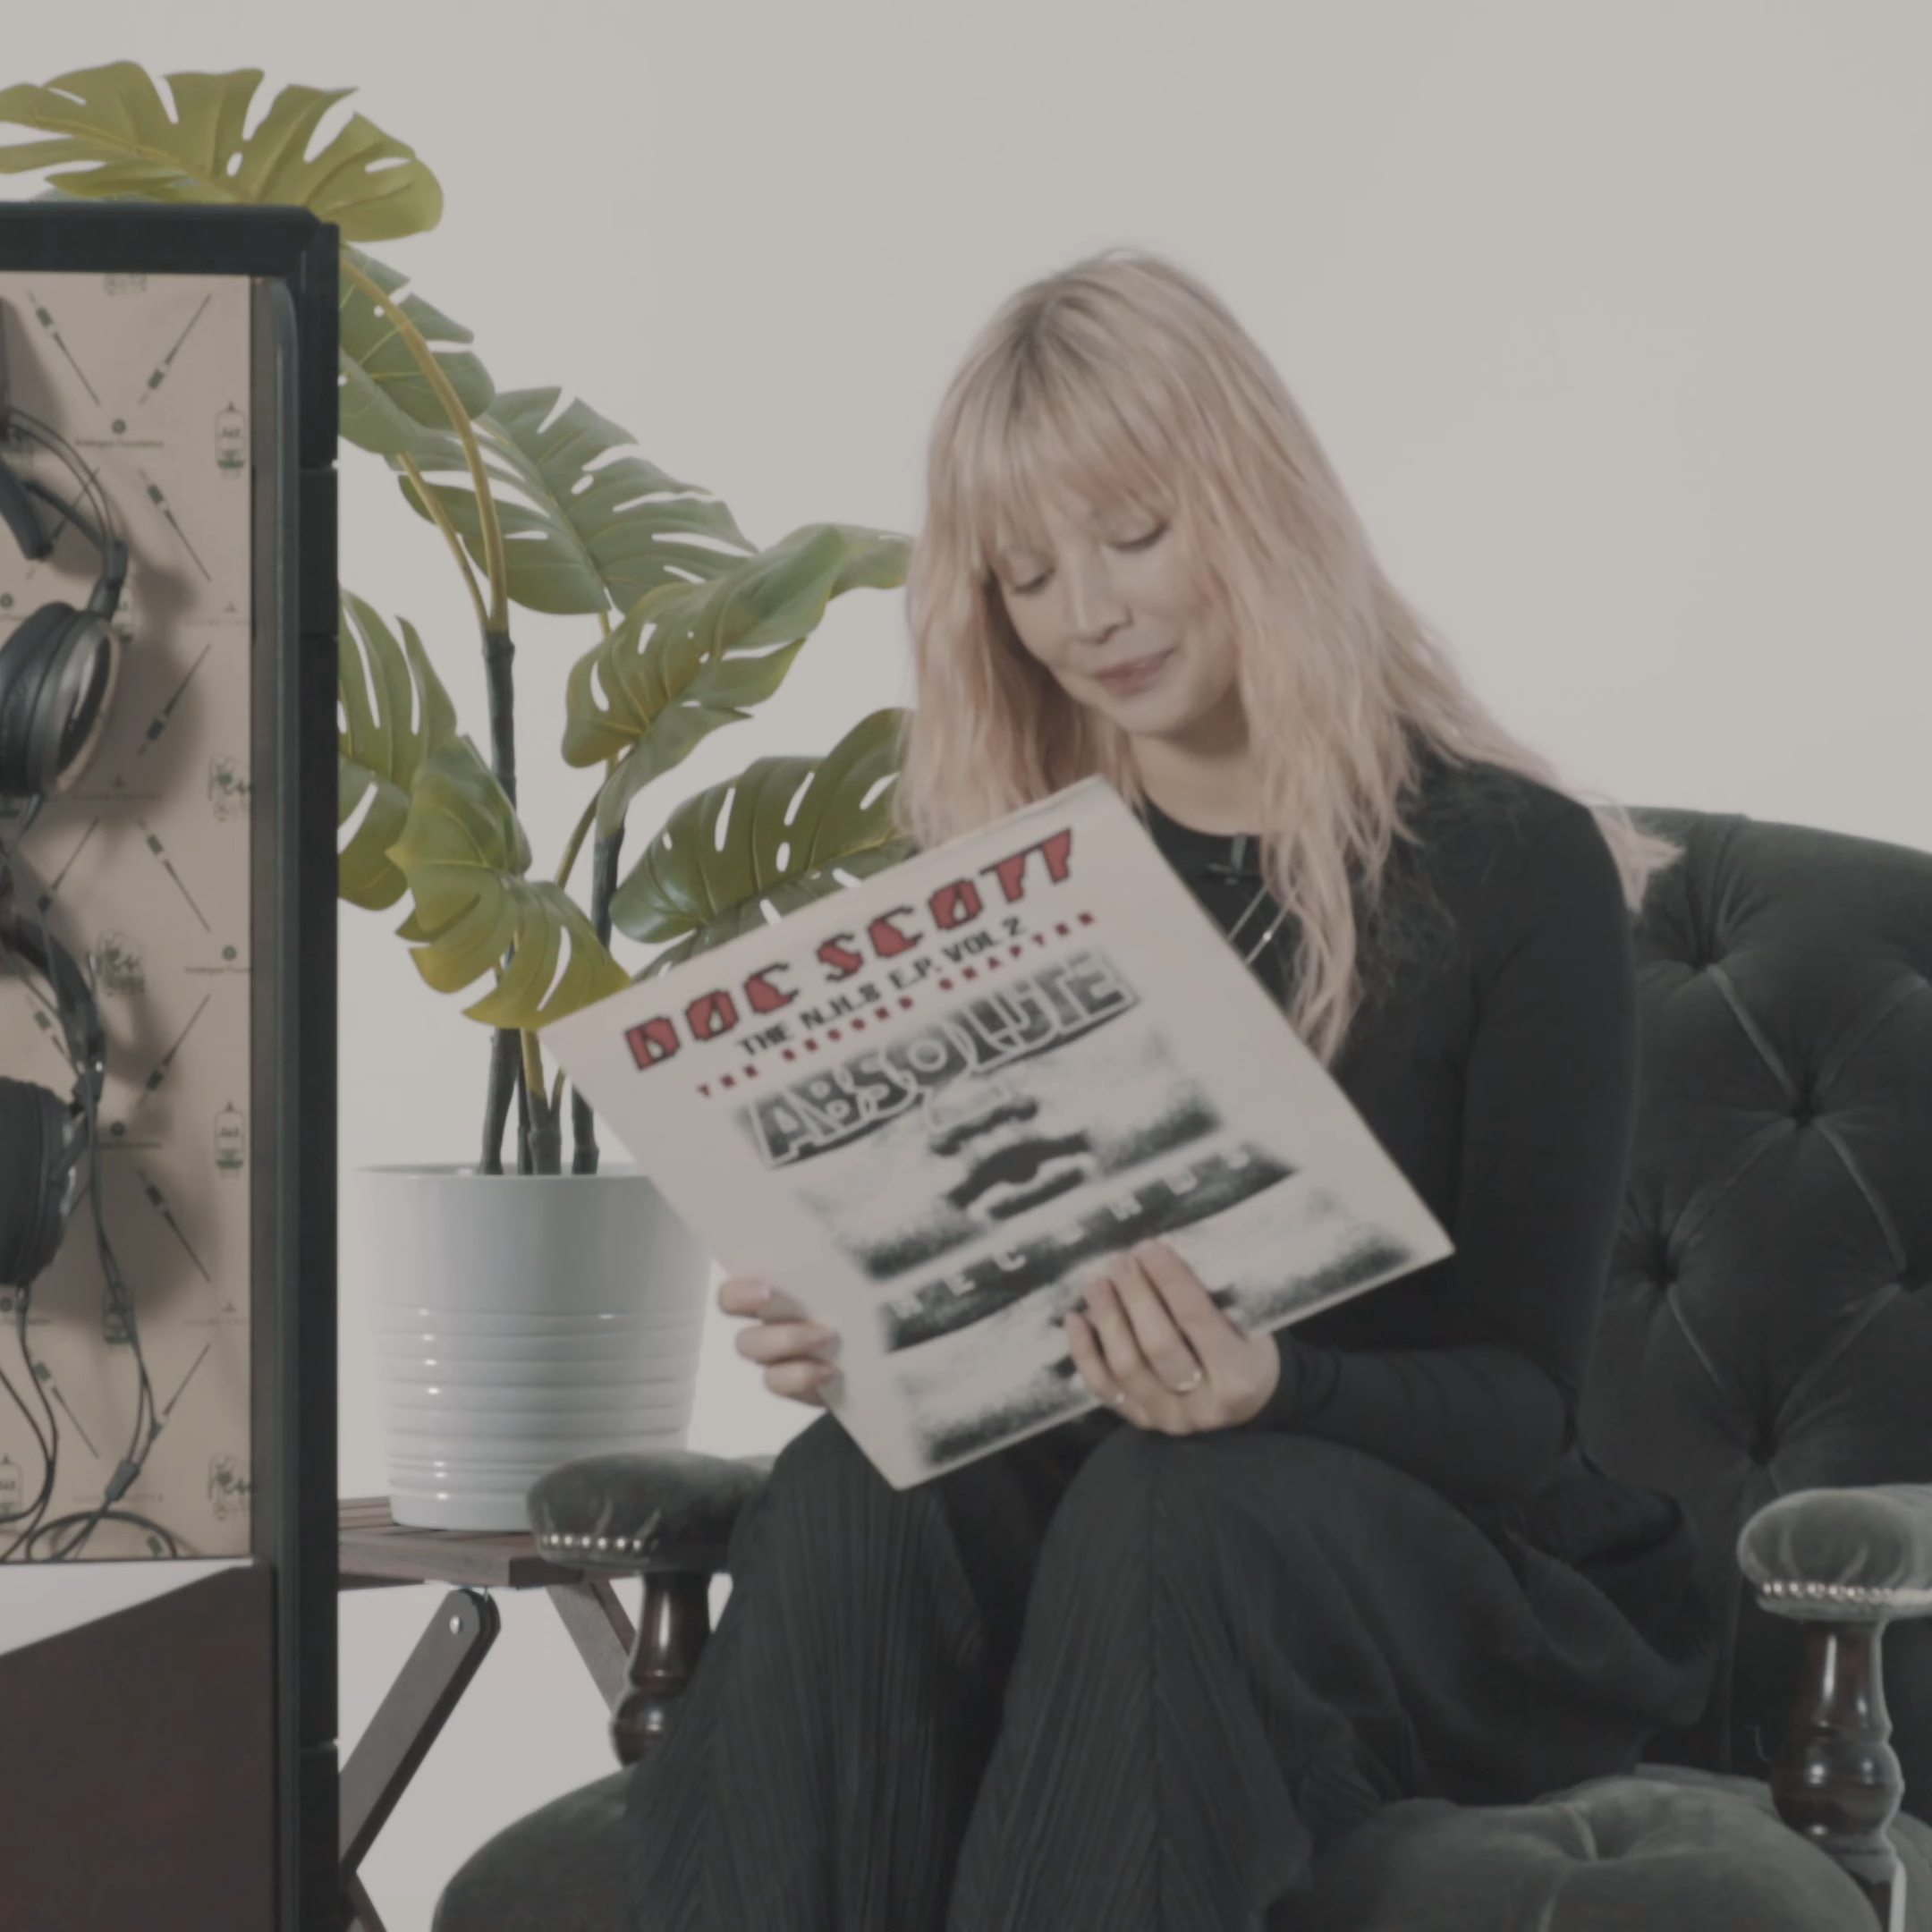 DOC SCOTT
THE N.H.S E.P. VOL 2
THE SECOND CHAPTER
ABSOLUTE
RECORDS